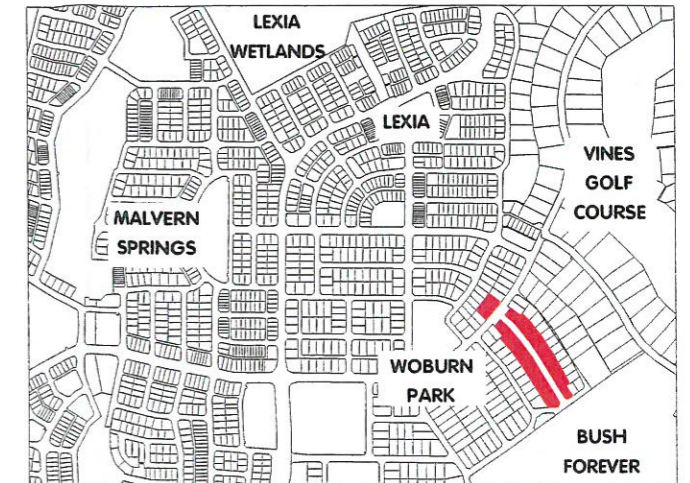 LEXIA
WETLANDS
LEXIA
VINES
GOLF
COURSE
MALVERN
SPRINGS
WOBURN
PARK
BUSH
FOREVER